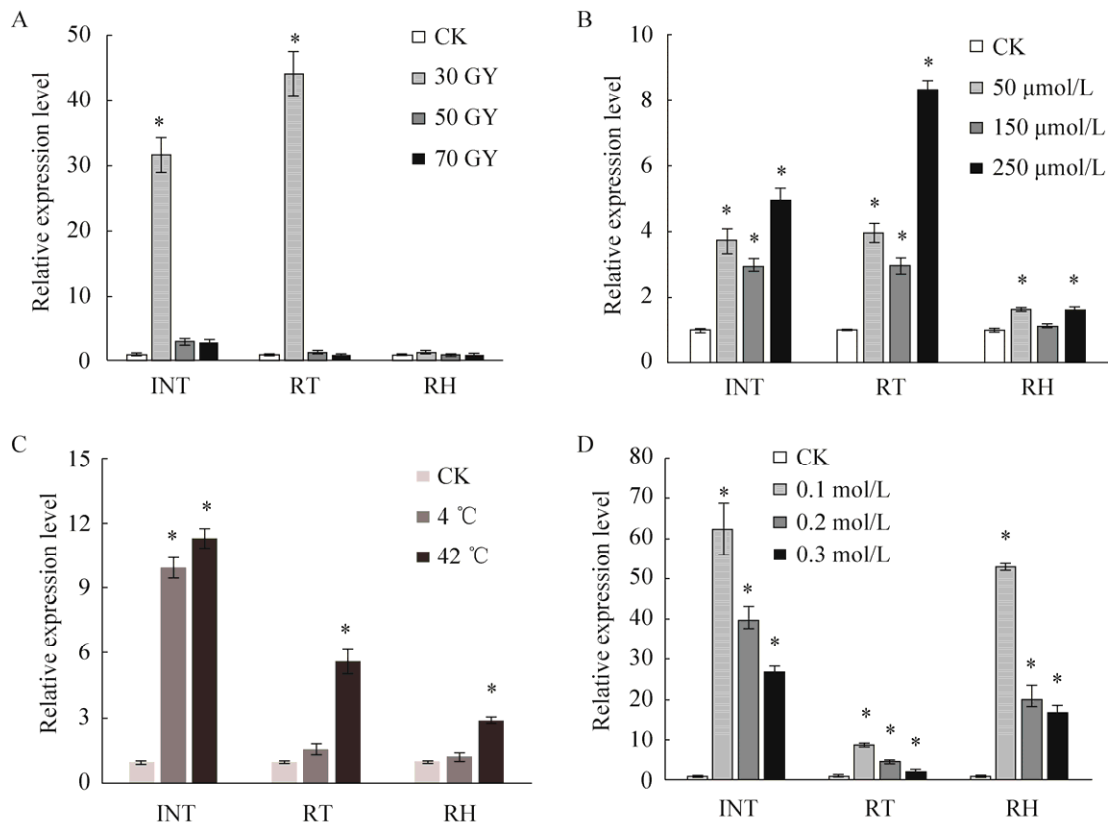 A
Relative expression level
50
40
30
20
10
0
*
*
CK
30 GY
50 GY
70 GY
INT RT RH
B
Relative expression level
10
8
6
4
2
0
* * *
* * *
* *
CK
50 μmol/L
150 μmol/L
250 μmol/L
INT RT RH
C
Relative expression level
15
12
9
6
3
0
* *
*
*
CK
4 ℃
42 ℃
INT RT RH
D
Relative expression level
80
70
60
50
40
30
20
10
0
* * *
* * *
* * *
CK
0.1 mol/L
0.2 mol/L
0.3 mol/L
INT RT RH